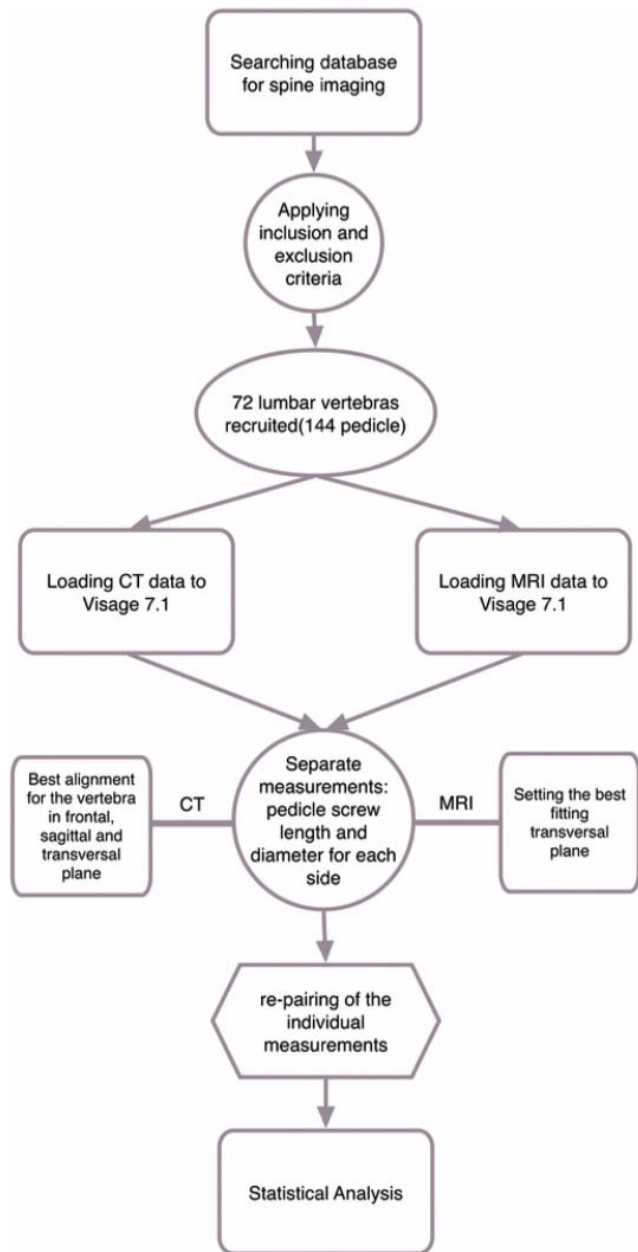 Searching database
for spine imaging
Applying
inclusion and
exclusion
criteria
72 lumbar vertebras
recruited(144 pedicle)
Loading CT data to
Visage 7.1
Loading MRI data to
Visage 7.1
Best alignment
for the vertebra
in frontal,
sagittal and
transversal
plane
CT
Separate
measurements:
pedicle screw
length and
diameter for each
side
MRI
Setting the best
fitting
transversal
plane
re-pairing of the
individual
measurements
Statistical Analysis